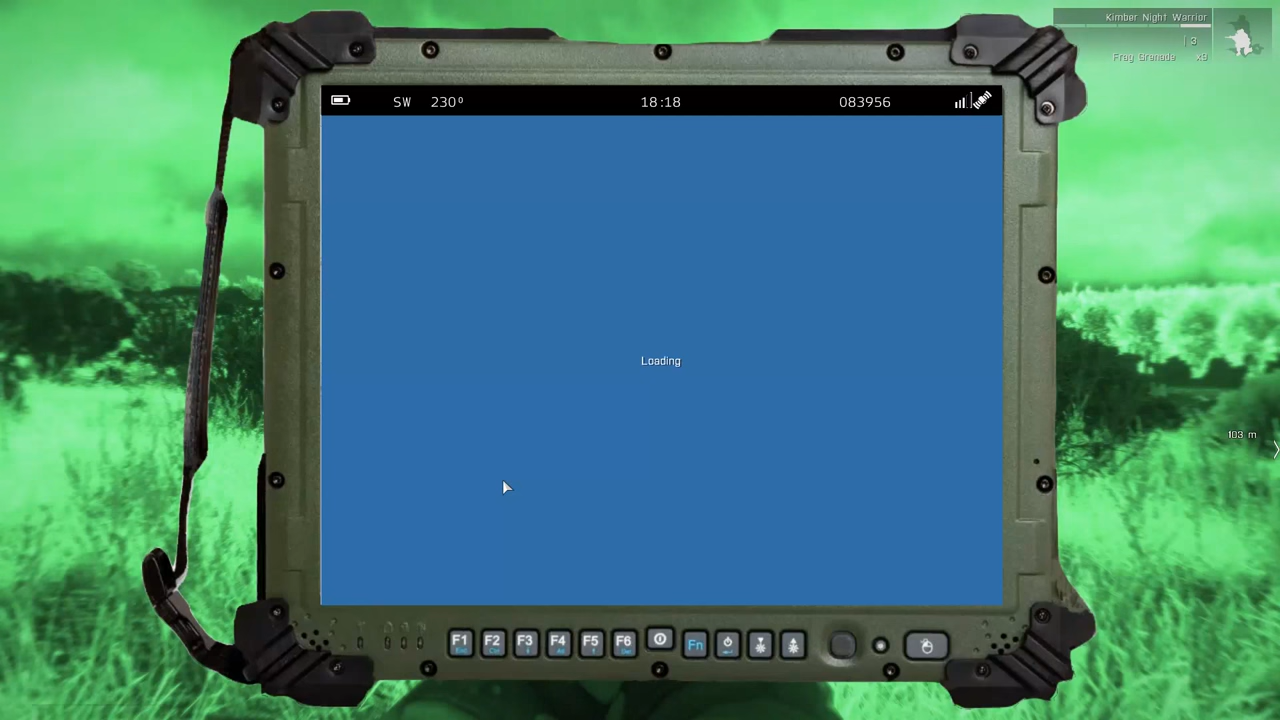 Kimber Night Warrior
| 3
Frag Grenade x9
SW 230º 18:18 083956
Loading
103 m
F1 F2 F3 F4 F5 F6 Fn